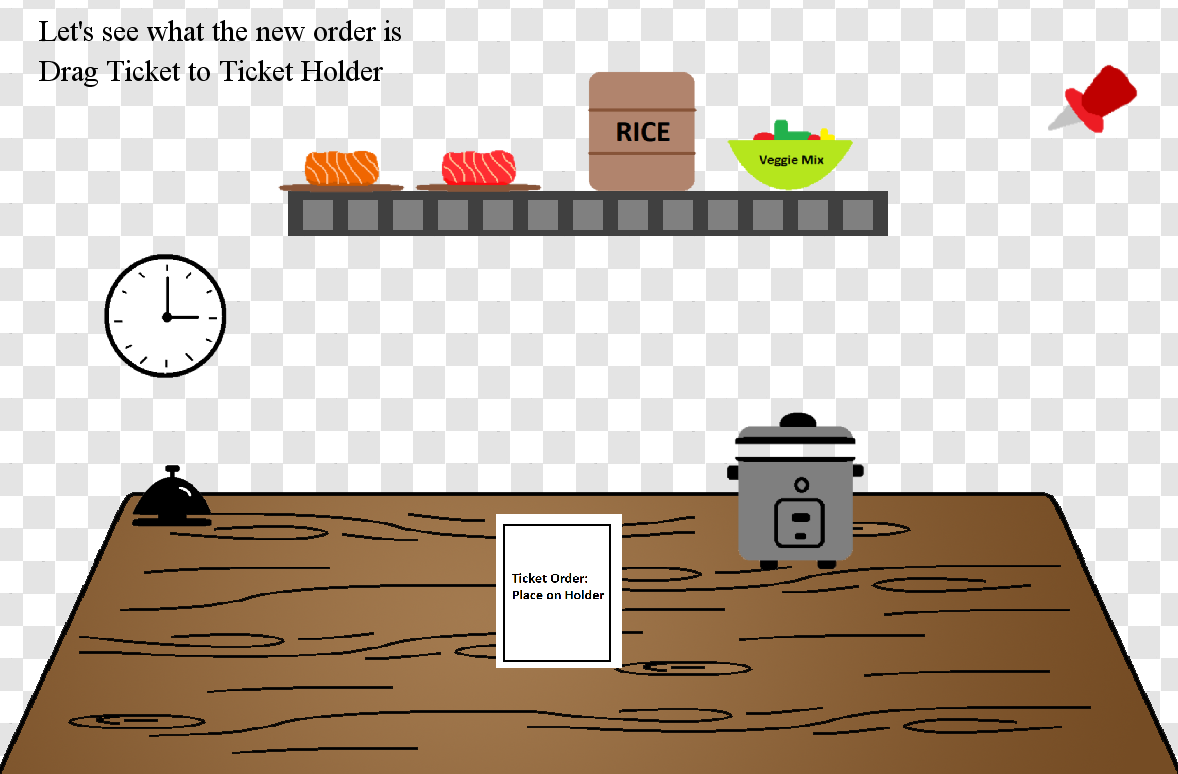 Let's see what the new order is
Drag Ticket to Ticket Holder
RICE
Veggie Mix
Ticket Order:
Place on Holder